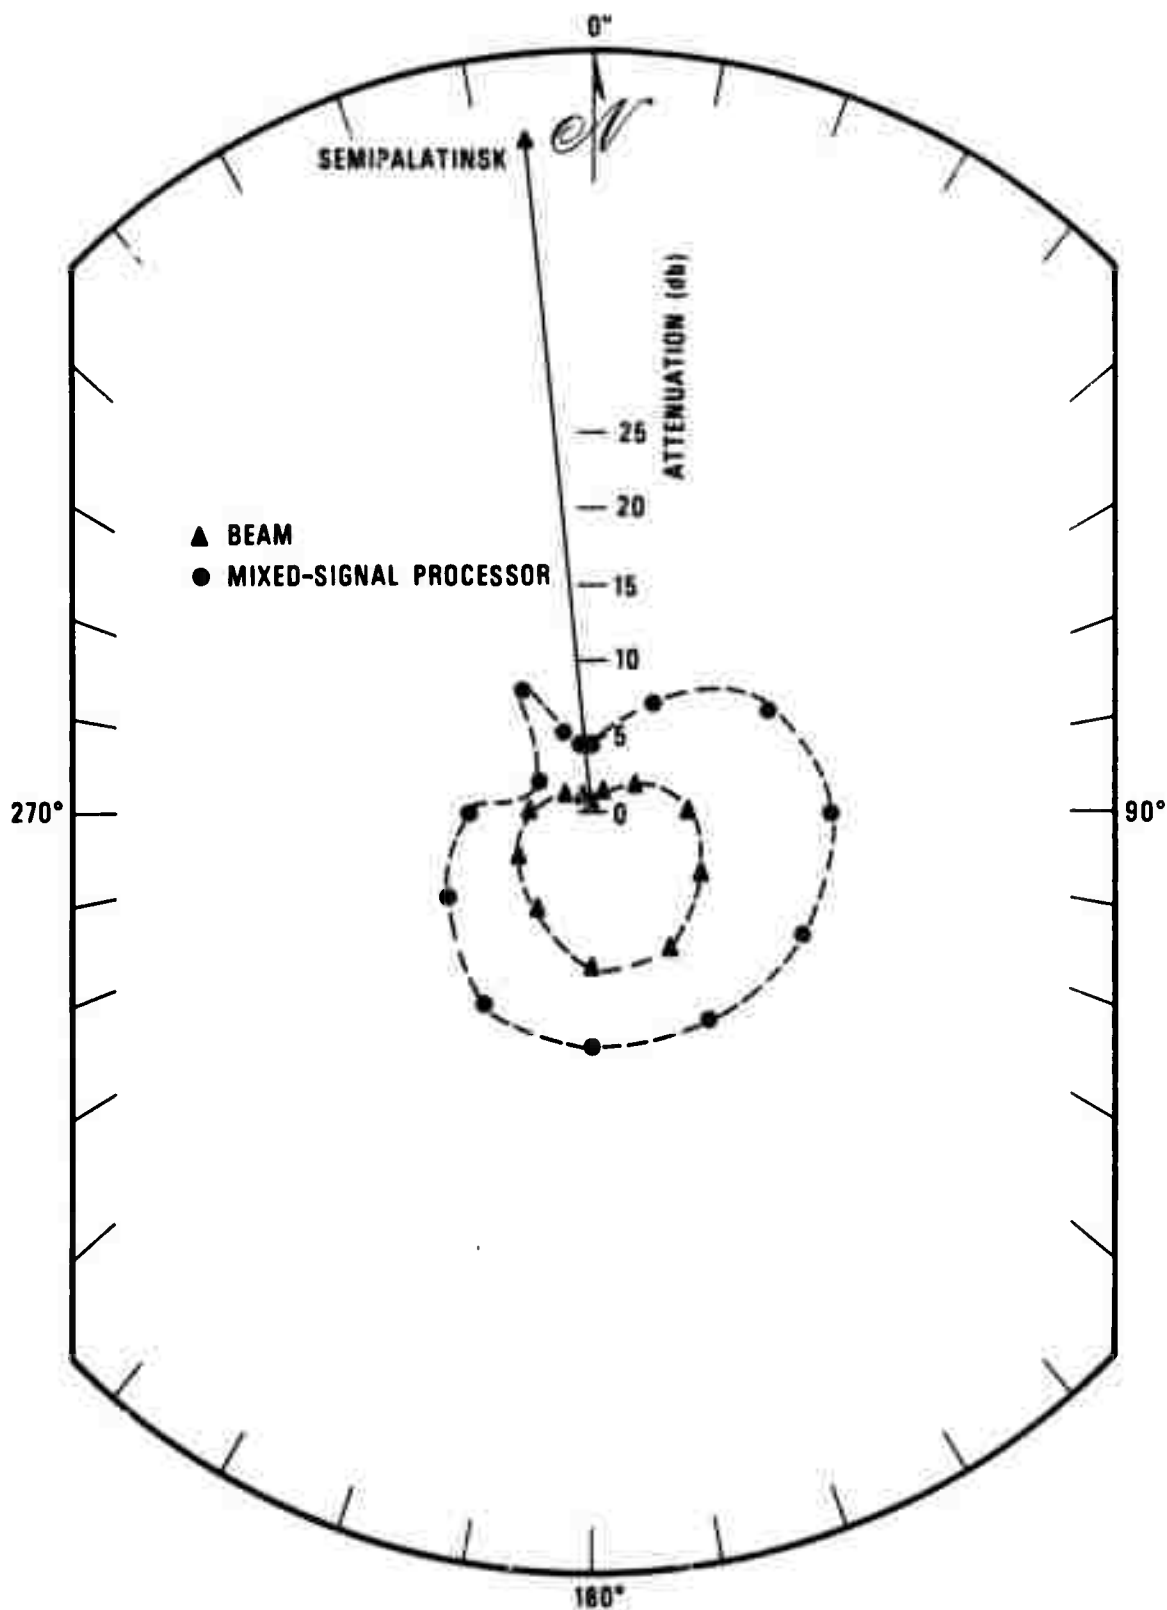 0°
N
SEMIPALATINSK
ATTENUATION (db)
25
20
▲ BEAM
● MIXED-SIGNAL PROCESSOR
15
10
5
0
270°
90°
180°